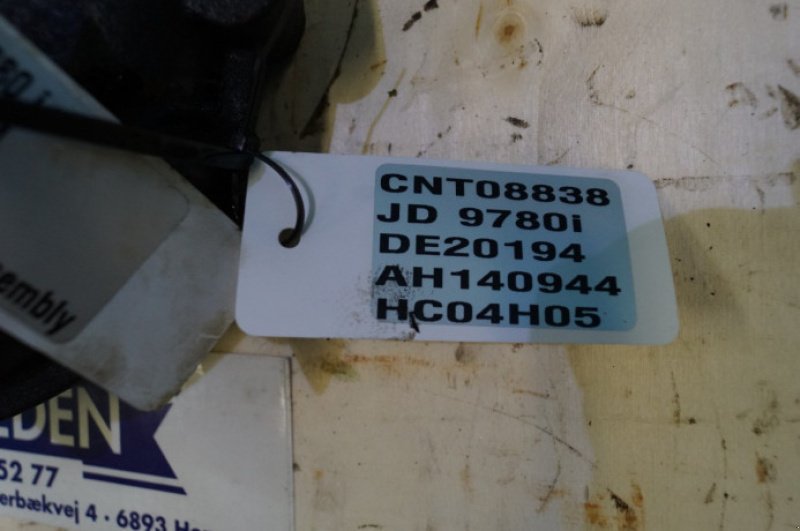 CNT08838
JD 9780i
DE20194
AH140944
HC04H05
embly
EDEN
52 77
erbækvej 4 · 6893 He